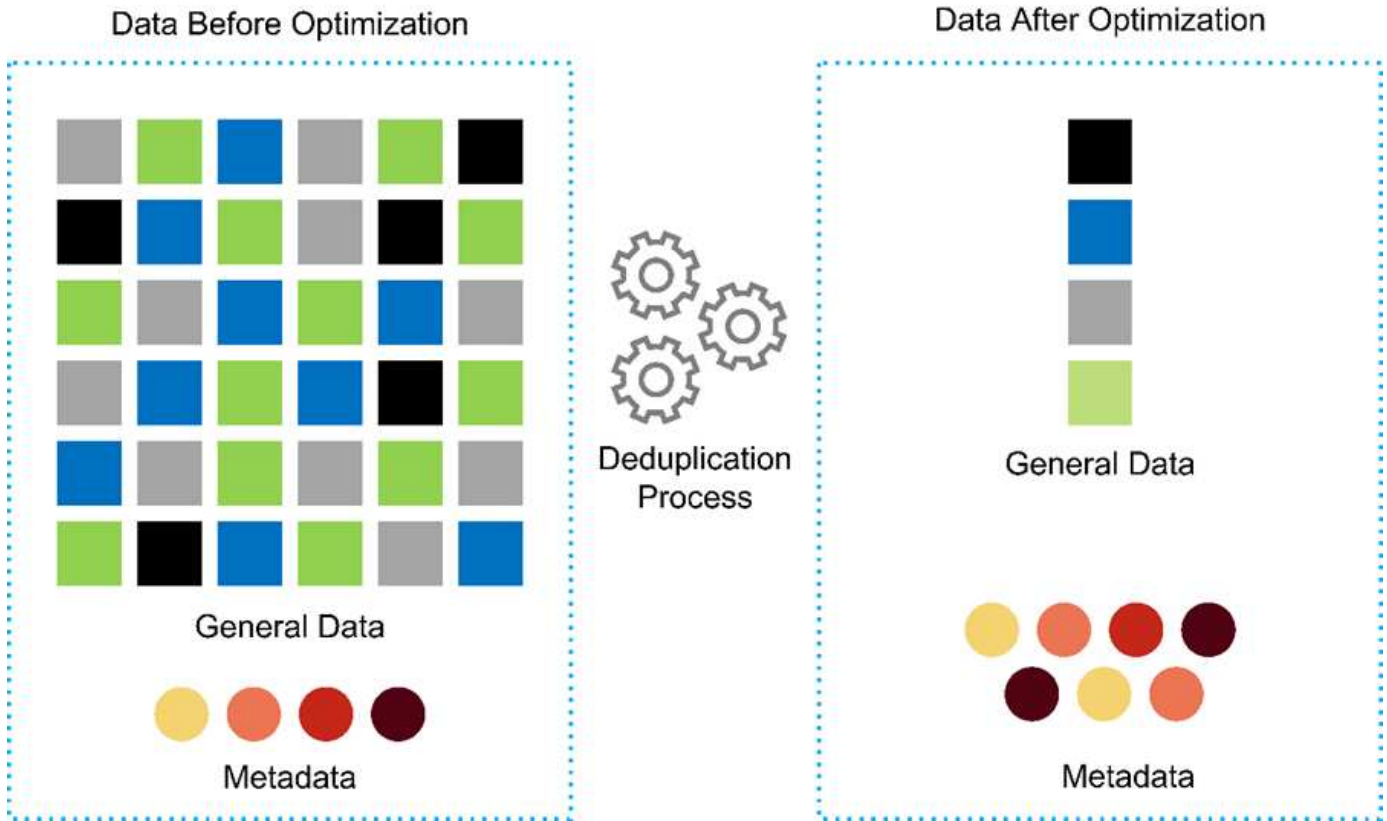 Data Before Optimization
Data After Optimization
Deduplication
Process
General Data
General Data
Metadata
Metadata